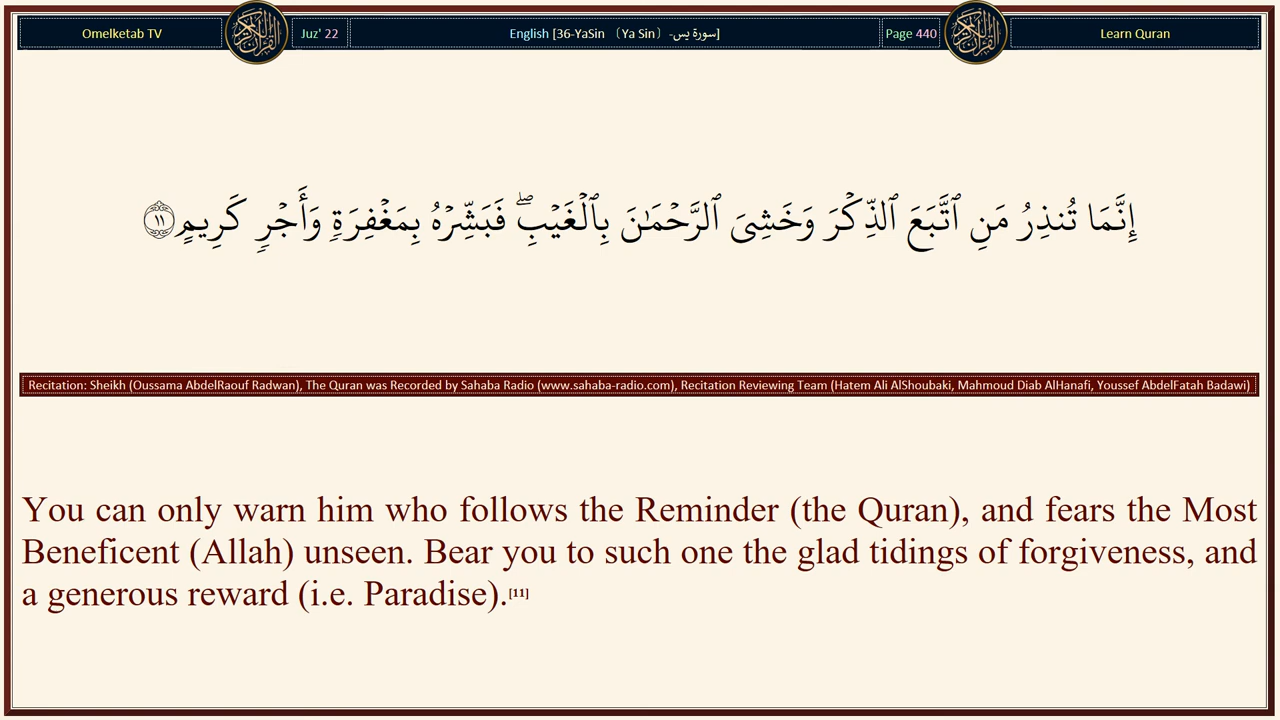 Omelketab TV
Juz' 22
English [36-YaSin (Ya Sin) -سورة يس]
Page 440
Learn Quran
إِنَّمَا تُنذِرُ مَنِ ٱتَّبَعَ ٱلذِّكْرَ وَخَشِىَ ٱلرَّحْمَـٰنَ بِٱلْغَيْبِ ۖ فَبَشِّرْهُ بِمَغْفِرَةٍ وَأَجْرٍ كَرِيمٍ ١١
Recitation: Sheikh (Oussama AbdelRaouf Radwan), The Quran was Recorded by Sahaba Radio (www.sahaba-radio.com), Recitation Reviewing Team (Hatem Ali AlShoubaki, Mahmoud Diab AlHanafi, Youssef AbdelFatah Badawi)
You can only warn him who follows the Reminder (the Quran), and fears the Most
Beneficent (Allah) unseen. Bear you to such one the glad tidings of forgiveness, and
a generous reward (i.e. Paradise).[11]